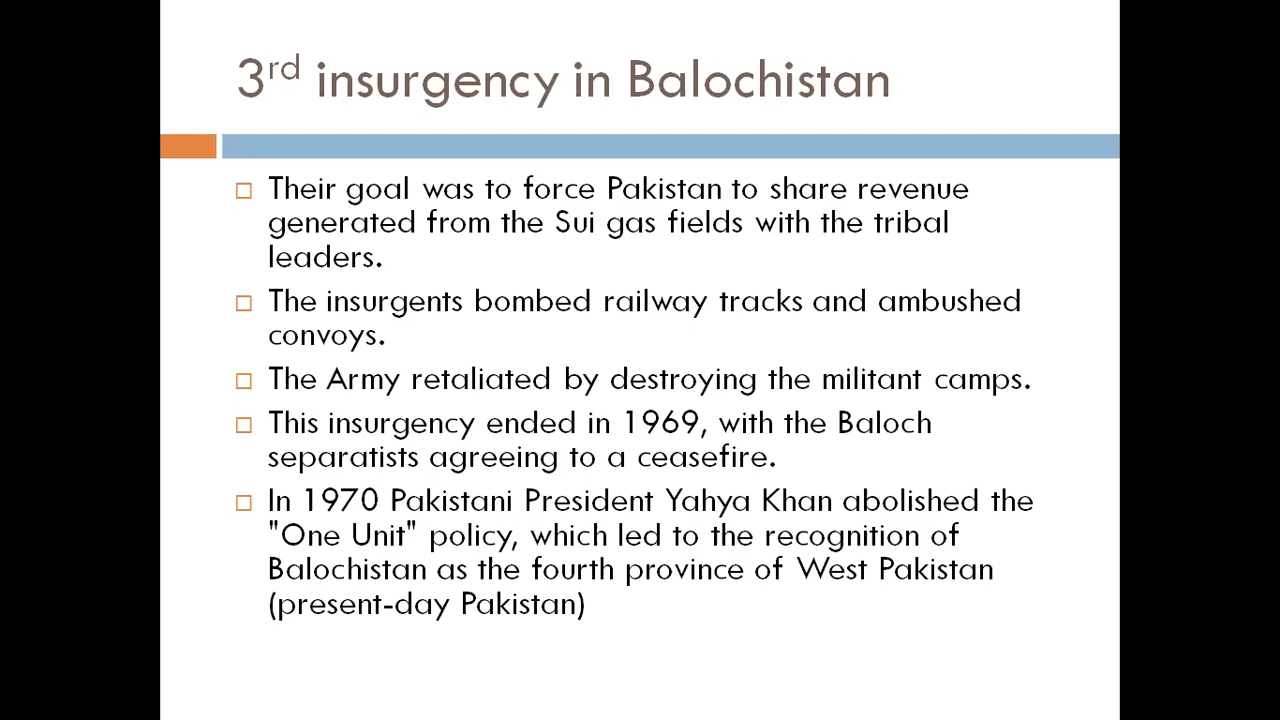 3rd insurgency in Balochistan
Their goal was to force Pakistan to share revenue
generated from the Sui gas fields with the tribal
leaders.
The insurgents bombed railway tracks and ambushed
convoys.
The Army retaliated by destroying the militant camps.
This insurgency ended in 1969, with the Baloch
separatists agreeing to a ceasefire.
In 1970 Pakistani President Yahya Khan abolished the
"One Unit" policy, which led to the recognition of
Balochistan as the fourth province of West Pakistan
(present-day Pakistan)